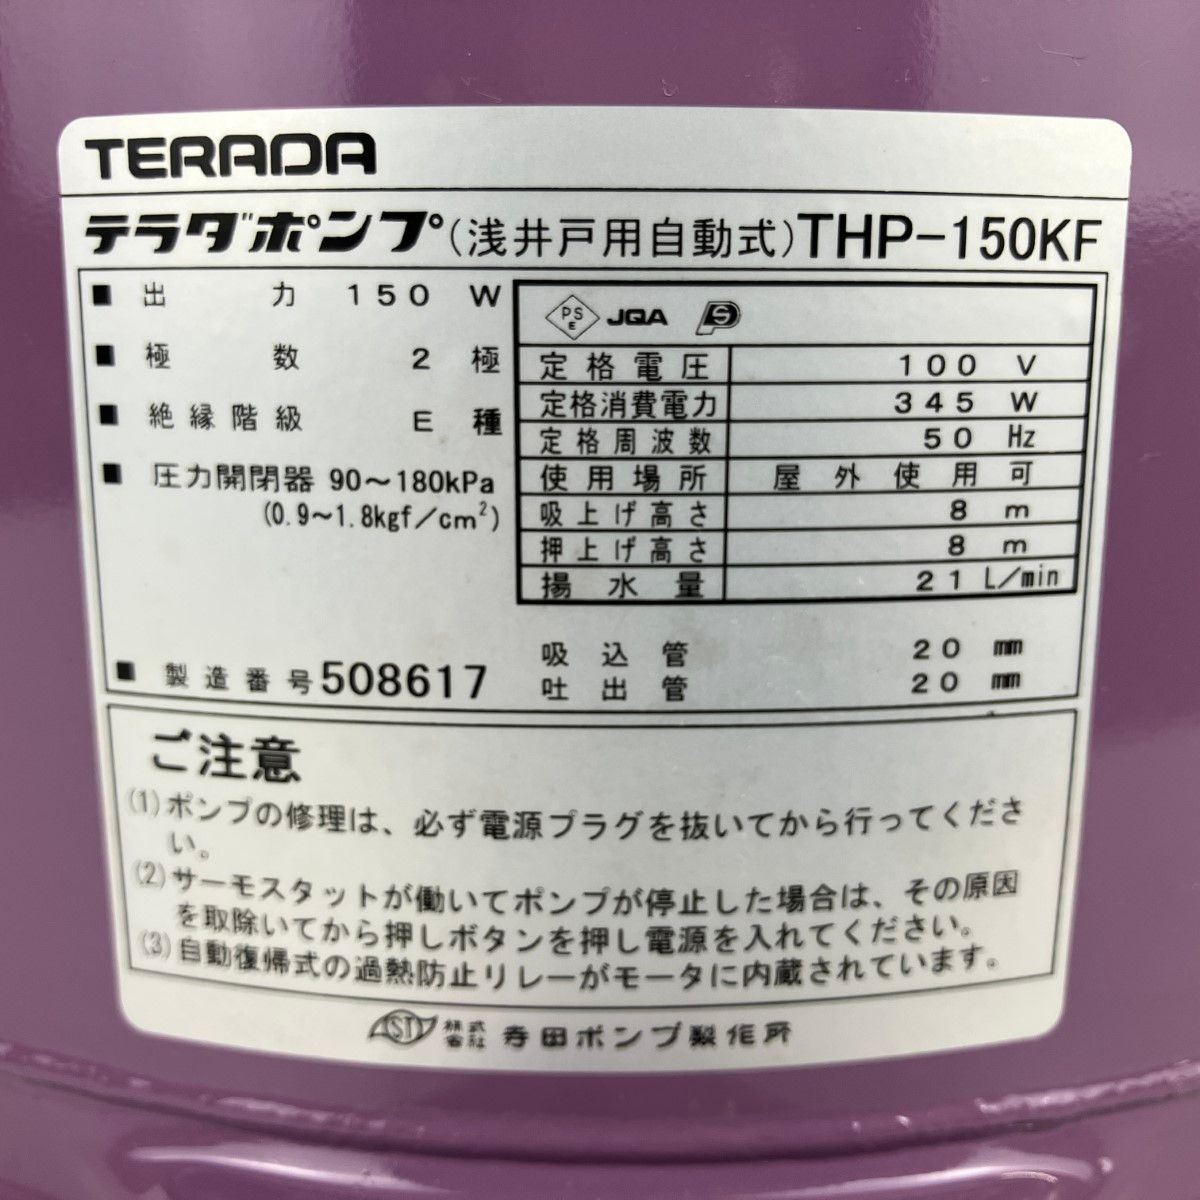 TERADA
テラダポンプ(浅井戸用自動式)THP-150KF
■ 出力 150 W
■ 極数 2 極
■ 絶縁階級 E 種
■ 圧力開閉器 90～180kPa
(0.9～1.8kgf/cm²)
■ 製造番号 508617
PS E JQA PS
定格電圧 100 V
定格消費電力 345 W
定格周波数 50 Hz
使用場所 屋外使用可
吸上げ高さ 8 m
押上げ高さ 8 m
揚水量 21 L/min
吸込管 20 mm
吐出管 20 mm
ご注意
(1)ポンプの修理は、必ず電源プラグを抜いてから行ってくださ
い。
(2)サーモスタットが働いてポンプが停止した場合は、その原因
を取除いてから押しボタンを押し電源を入れてください。
(3)自動復帰式の過熱防止リレーがモータに内蔵されています。
株式会社 寺田ポンプ製作所